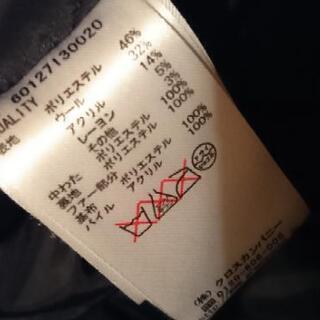 60127130020
QUALITY
表地 ポリエステル 46%
ウール 32%
アクリル 14%
レーヨン 5%
その他 3%
中わた ポリエステル 100%
裏地 ポリエステル 100%
ファー部分
基布 ポリエステル 100%
パイル アクリル 100%
(株)クロスカンパニー